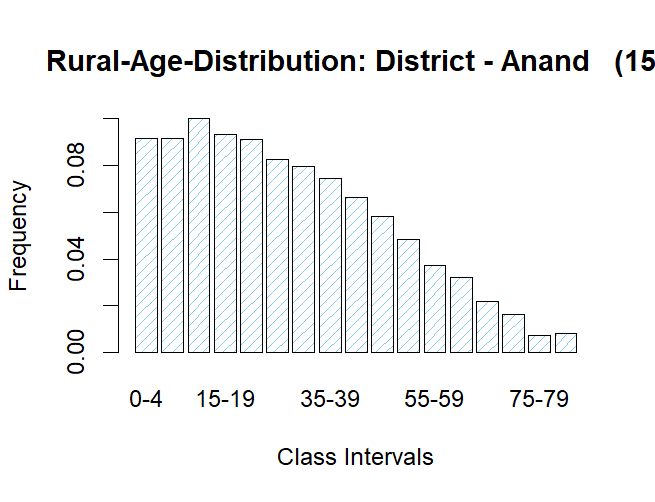 Rural-Age-Distribution: District - Anand (15
Frequency
0.08
0.04
0.00
0-4 15-19 35-39 55-59 75-79
Class Intervals